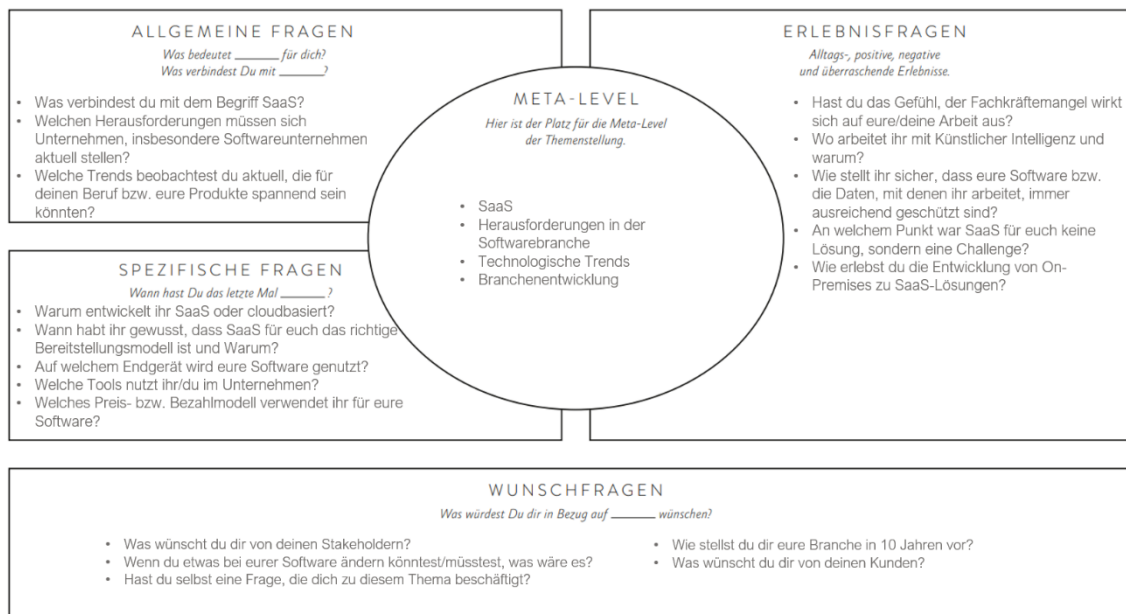 ALLGEMEINE FRAGEN
Was bedeutet ______ für dich?
Was verbindest Du mit ______?
• Was verbindest du mit dem Begriff SaaS?
• Welchen Herausforderungen müssen sich
Unternehmen, insbesondere Softwareunternehmen
aktuell stellen?
• Welche Trends beobachtest du aktuell, die für
deinen Beruf bzw. eure Produkte spannend sein
könnten?
META-LEVEL
Hier ist der Platz für die Meta-Level
der Themenstellung.
• SaaS
• Herausforderungen in der
Softwarebranche
• Technologische Trends
• Branchenentwicklung
ERLEBNISFRAGEN
Alltags-, positive, negative
und überraschende Erlebnisse.
• Hast du das Gefühl, der Fachkräftemangel wirkt
sich auf eure/deine Arbeit aus?
• Wo arbeitet ihr mit Künstlicher Intelligenz und
warum?
• Wie stellt ihr sicher, dass eure Software bzw.
die Daten, mit denen ihr arbeitet, immer
ausreichend geschützt sind?
• An welchem Punkt war SaaS für euch keine
Lösung, sondern eine Challenge?
• Wie erlebst du die Entwicklung von On-
Premises zu SaaS-Lösungen?
SPEZIFISCHE FRAGEN
Wann hast Du das letzte Mal ______ ?
• Warum entwickelt ihr SaaS oder cloudbasiert?
• Wann habt ihr gewusst, dass SaaS für euch das richtige
Bereitstellungsmodell ist und Warum?
• Auf welchem Endgerät wird eure Software genutzt?
• Welche Tools nutzt ihr/du im Unternehmen?
• Welches Preis- bzw. Bezahlmodell verwendet ihr für eure
Software?
WUNSCHFRAGEN
Was würdest Du dir in Bezug auf ______ wünschen?
• Was wünscht du dir von deinen Stakeholdern?
• Wenn du etwas bei eurer Software ändern könntest/müsstest, was wäre es?
• Hast du selbst eine Frage, die dich zu diesem Thema beschäftigt?
• Wie stellst du dir eure Branche in 10 Jahren vor?
• Was wünscht du dir von deinen Kunden?